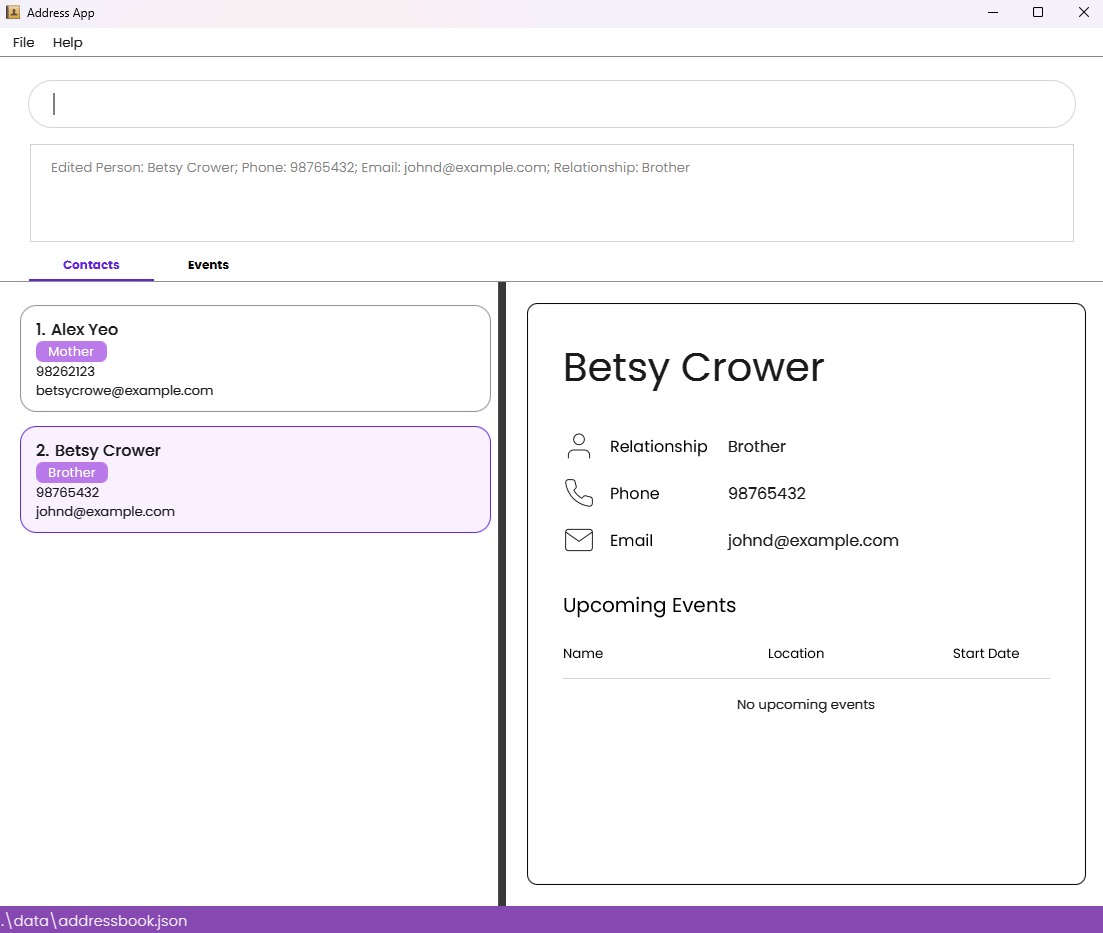 Address App
File Help
Edited Person: Betsy Crower; Phone: 98765432; Email: johnd@example.com; Relationship: Brother
Contacts Events
1. Alex Yeo
Mother
98262123
betsycrowe@example.com
2. Betsy Crower
Brother
98765432
johnd@example.com
Betsy Crower
Relationship Brother
Phone 98765432
Email johnd@example.com
Upcoming Events
Name Location Start Date
No upcoming events
.\data\addressbook.json